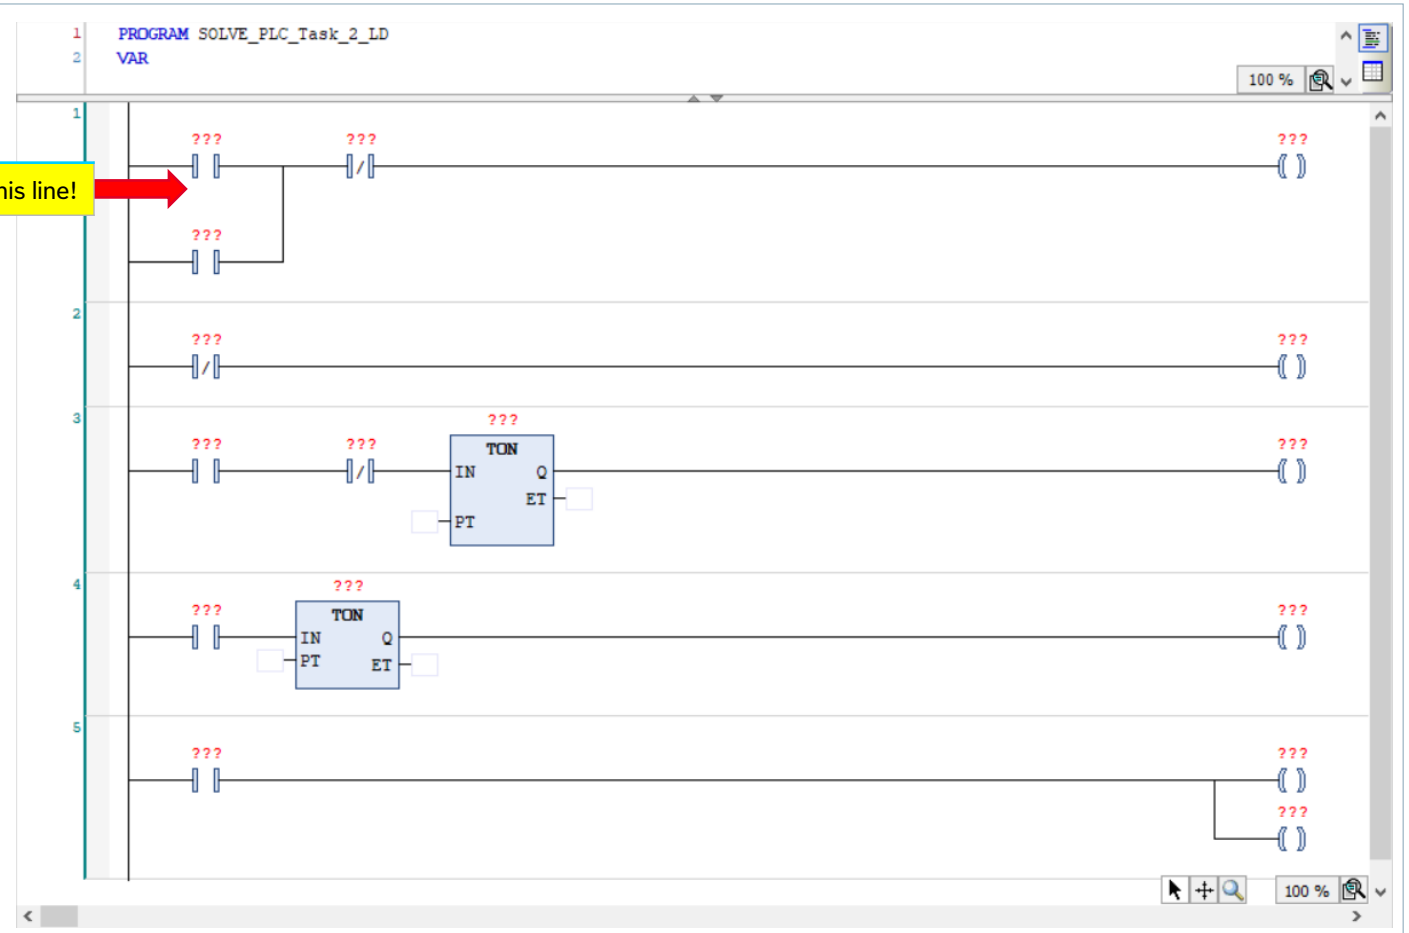 1 PROGRAM SOLVE_PLC_Task_2_LD
2 VAR
100 %
1
??? ??? ???
his line!
???
2
??? ???
3
???
??? ??? TON ???
IN Q
ET
PT
4
???
??? TON ???
IN Q
PT ET
5
??? ???
???
100 %